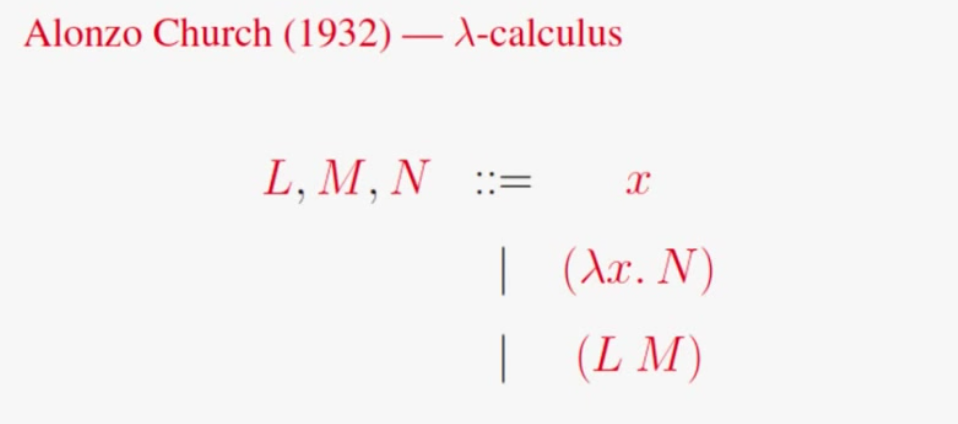 Alonzo Church (1932) — λ-calculus
L, M, N ::= x
| (λx. N)
| (L M)